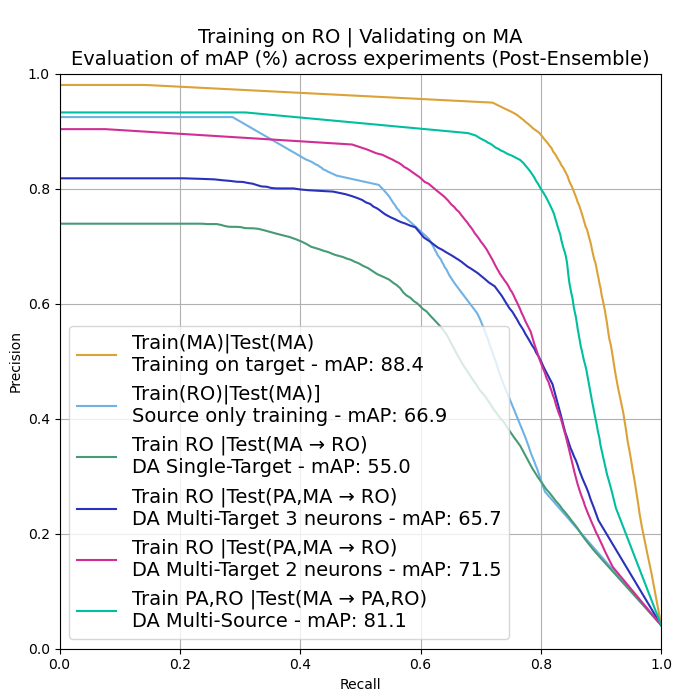 Training on RO | Validating on MA
Evaluation of mAP (%) across experiments (Post-Ensemble)
1.0
0.8
0.6
0.4
0.2
0.0
Precision
Train(MA)|Test(MA)
Training on target - mAP: 88.4
Train(RO)|Test(MA)]
Source only training - mAP: 66.9
Train RO |Test(MA → RO)
DA Single-Target - mAP: 55.0
Train RO |Test(PA,MA → RO)
DA Multi-Target 3 neurons - mAP: 65.7
Train RO |Test(PA,MA → RO)
DA Multi-Target 2 neurons - mAP: 71.5
Train PA,RO |Test(MA → PA,RO)
DA Multi-Source - mAP: 81.1
0.0 0.2 0.4 0.6 0.8 1.0
Recall